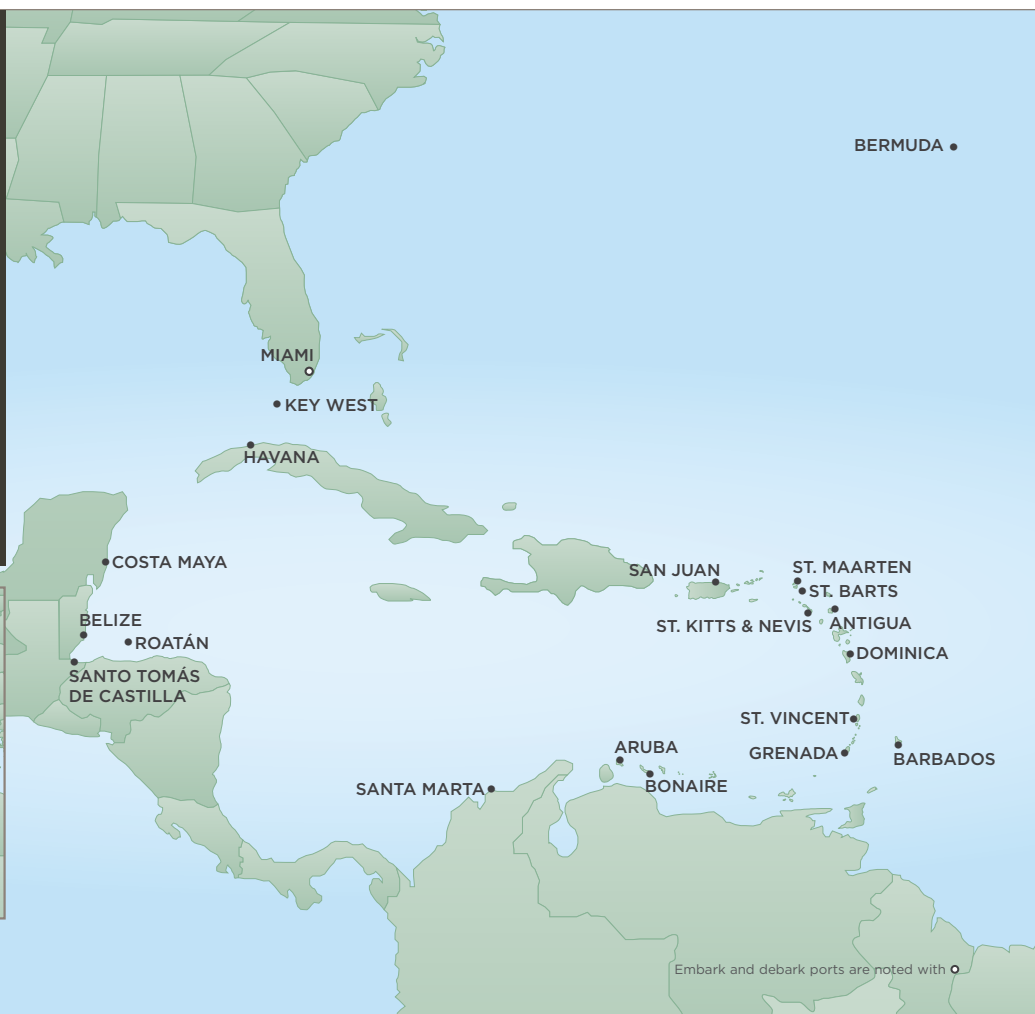 BERMUDA
MIAMI
KEY WEST
HAVANA
COSTA MAYA
SAN JUAN
ST. MAARTEN
ST. BARTS
BELIZE
ST. KITTS & NEVIS
ANTIGUA
ROATÁN
DOMINICA
SANTO TOMÁS
DE CASTILLA
ST. VINCENT
ARUBA
GRENADA
BARBADOS
SANTA MARTA
BONAIRE
Embark and debark ports are noted with